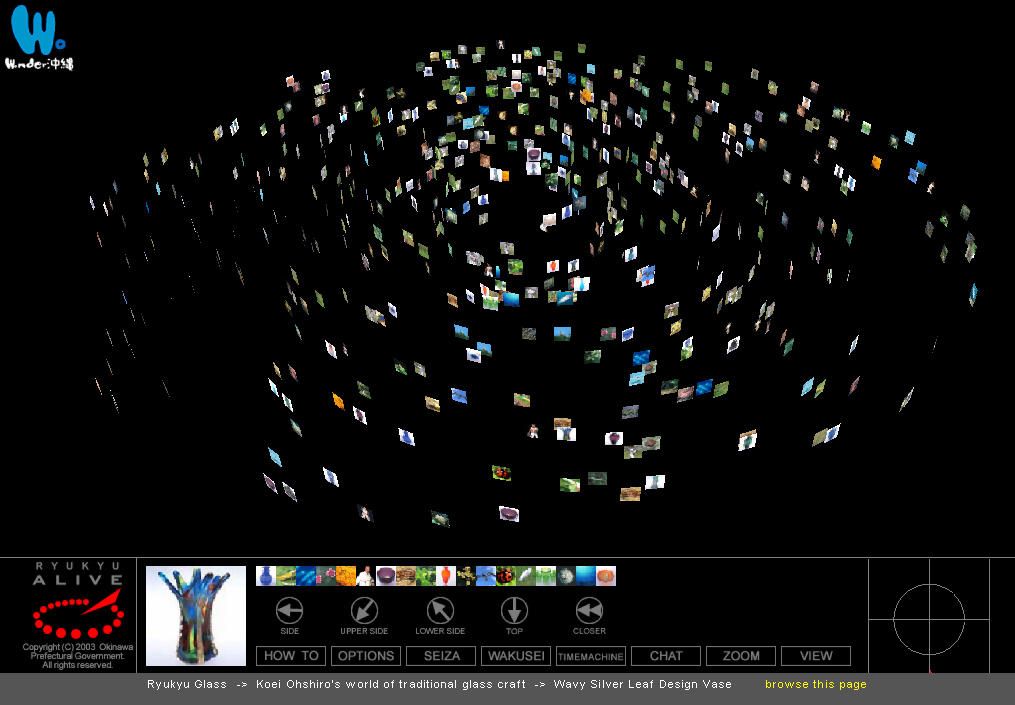 Wonder沖縄
RYUKYU
ALIVE
Copyright (C) 2003 Okinawa
Prefectural Government.
All rights reserved.
SIDE
UPPER SIDE
LOWER SIDE
TOP
CLOSER
HOW TO
OPTIONS
SEIZA
WAKUSEI
TIMEMACHINE
CHAT
ZOOM
VIEW
Ryukyu Glass -> Koei Ohshiro's world of traditional glass craft -> Wavy Silver Leaf Design Vase browse this page